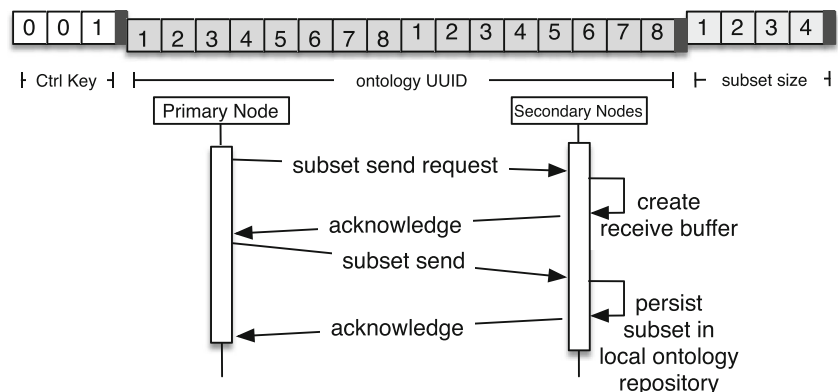 0 0 1 1 2 3 4 5 6 7 8 1 2 3 4 5 6 7 8 1 2 3 4
Ctrl Key ontology UUID subset size
Primary Node Secondary Nodes
subset send request
create
receive buffer
acknowledge
subset send
persist
subset in
local ontology
repository
acknowledge